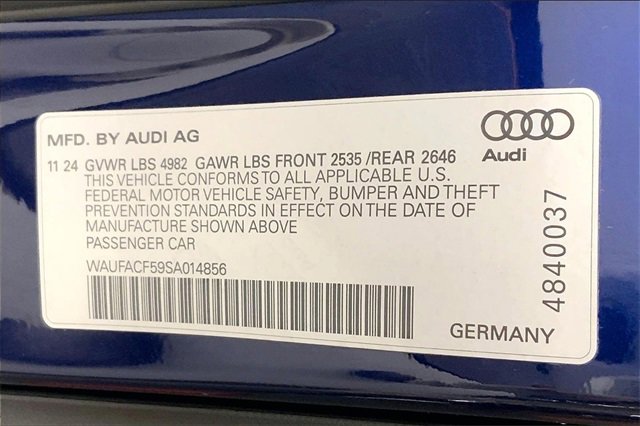 MFD. BY AUDI AG
11 24 GVWR LBS 4982 GAWR LBS FRONT 2535 /REAR 2646
THIS VEHICLE CONFORMS TO ALL APPLICABLE U.S.
FEDERAL MOTOR VEHICLE SAFETY, BUMPER AND THEFT
PREVENTION STANDARDS IN EFFECT ON THE DATE OF
MANUFACTURE SHOWN ABOVE
PASSENGER CAR
WAUFACF59SA014856
Audi
4840037
GERMANY